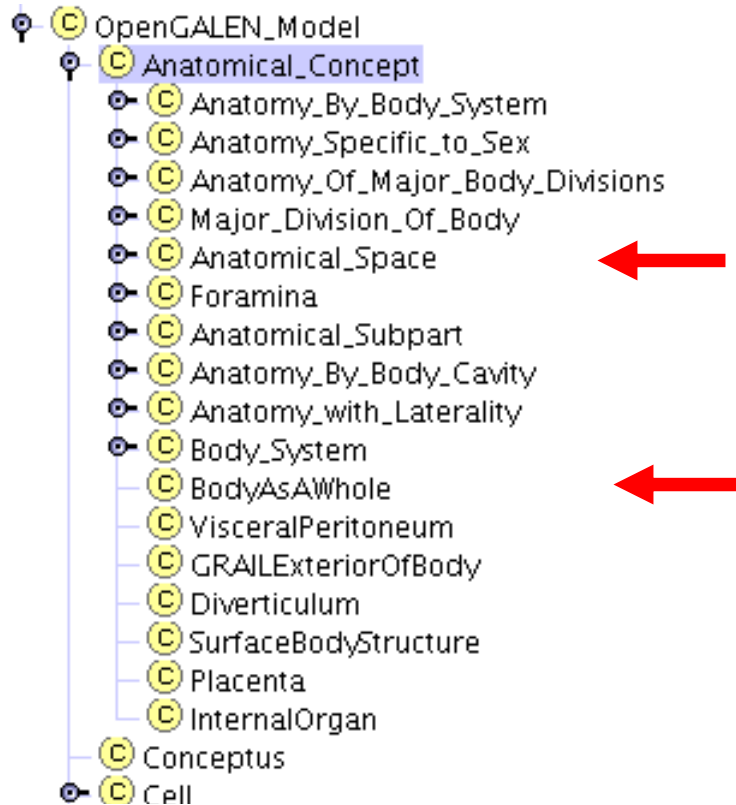 C OpenGALEN_Model
C Anatomical_Concept
C Anatomy_By_Body_System
C Anatomy_Specific_to_Sex
C Anatomy_Of_Major_Body_Divisions
C Major_Division_Of_Body
C Anatomical_Space
C Foramina
C Anatomical_Subpart
C Anatomy_By_Body_Cavity
C Anatomy_with_Laterality
C Body_System
C BodyAsAWhole
C VisceralPeritoneum
C GRAILExteriorOfBody
C Diverticulum
C SurfaceBodyStructure
C Placenta
C InternalOrgan
C Conceptus
C Cell